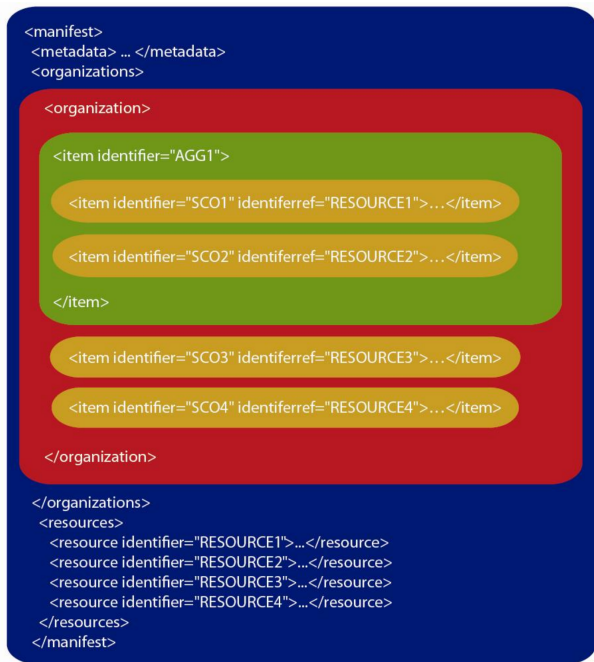 <manifest>
<metadata> ... </metadata>
<organizations>
<organization>
<item identifier="AGG1">
<item identifier="SCO1" identiferref="RESOURCE1">...</item>
<item identifier="SCO2" identiferref="RESOURCE2">...</item>
</item>
<item identifier="SCO3" identiferref="RESOURCE3">...</item>
<item identifier="SCO4" identiferref="RESOURCE4">...</item>
</organization>
</organizations>
<resources>
<resource identifier="RESOURCE1">...</resource>
<resource identifier="RESOURCE2">...</resource>
<resource identifier="RESOURCE3">...</resource>
<resource identifier="RESOURCE4">...</resource>
</resources>
</manifest>